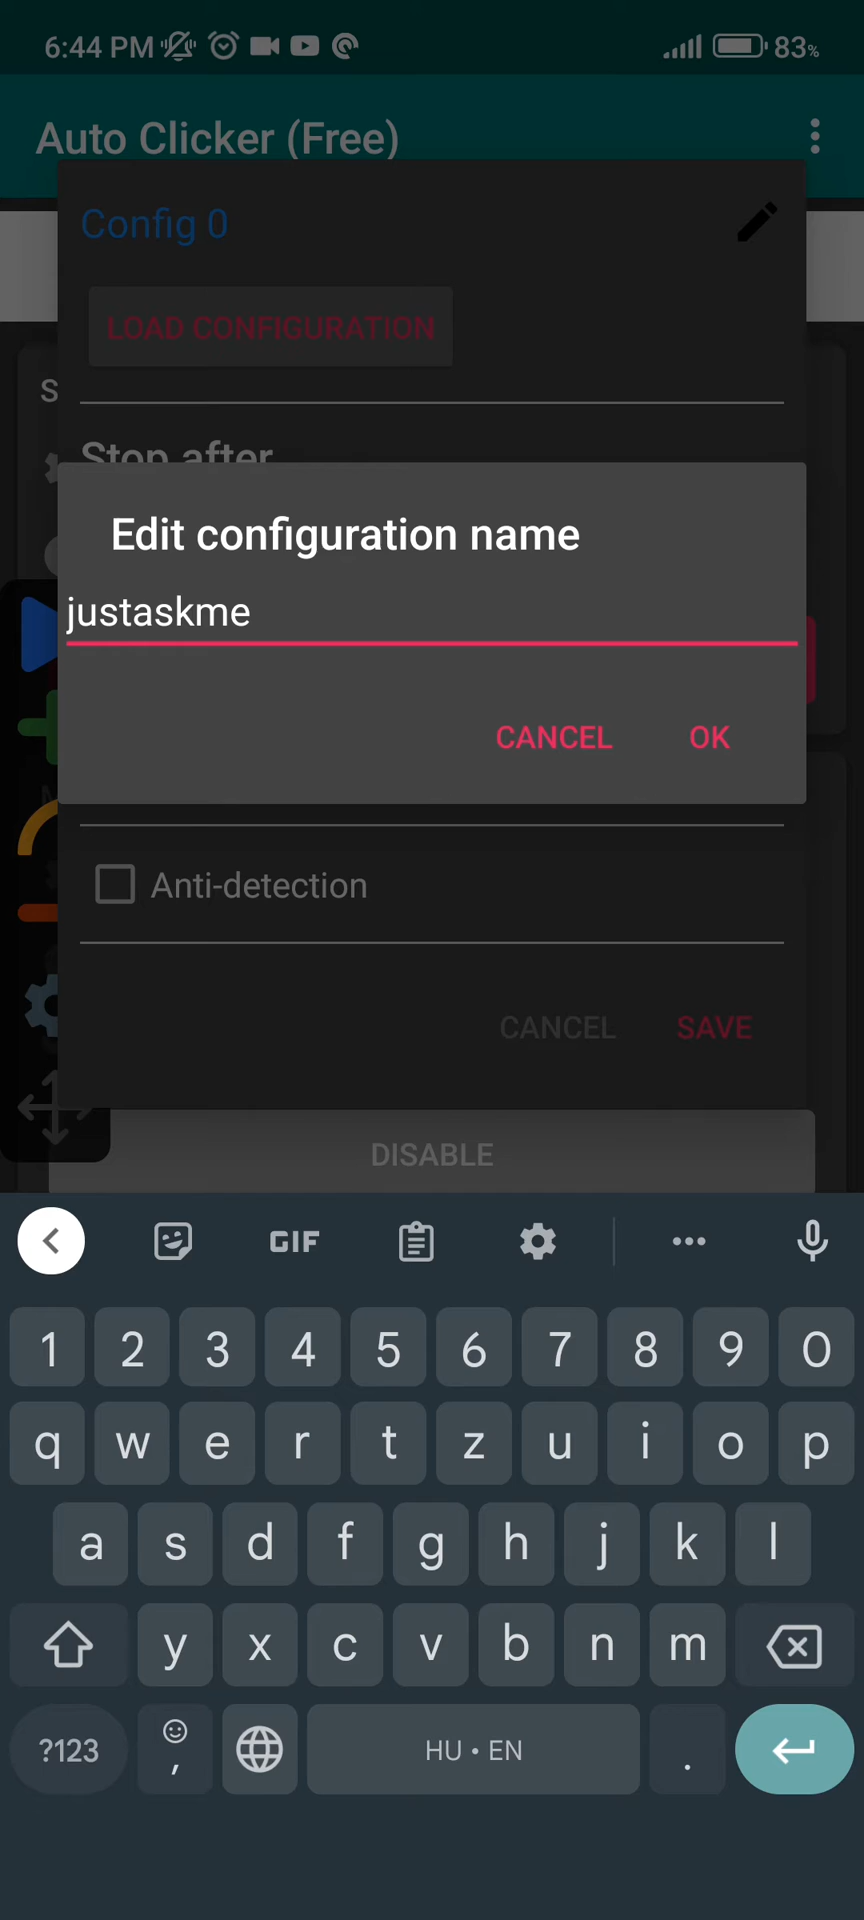 6:44 PM 83%
Auto Clicker (Free)
Config 0
LOAD CONFIGURATION
S
Stop after
Edit configuration name
justaskme
CANCEL OK
Anti-detection
CANCEL SAVE
DISABLE
GIF
1 2 3 4 5 6 7 8 9 0
q w e r t z u i o p
a s d f g h j k l
y x c v b n m
?123 , HU • EN .